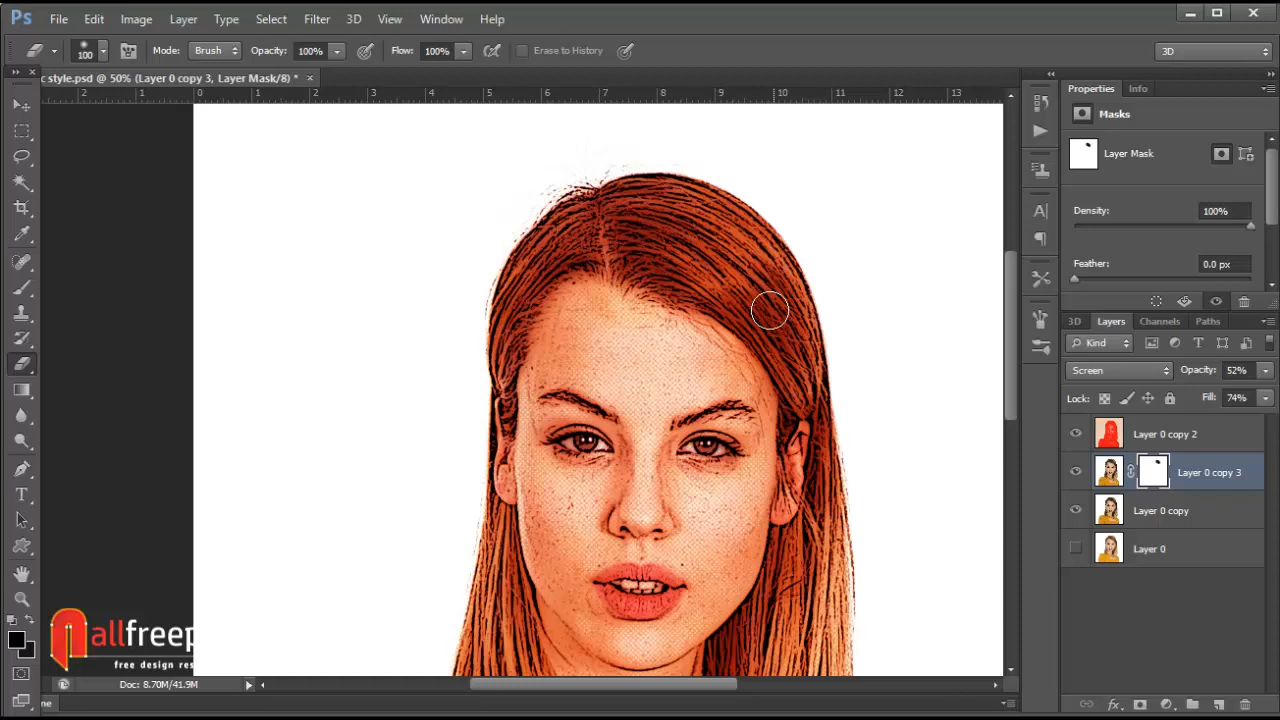 Ps File Edit Image Layer Type Select Filter 3D View Window Help
100 Mode: Brush Opacity: 100% Flow: 100% Erase to History 3D
c style.psd @ 50% (Layer 0 copy 3, Layer Mask/8) *
2 0 1 2 3 4 5 6 7 8 9 10 11 12 13
Properties Info
Masks
Layer Mask
Density: 100%
Feather: 0.0 px
3D Layers Channels Paths
Kind
Screen Opacity: 52%
Lock: Fill: 74%
Layer 0 copy 2
Layer 0 copy 3
Layer 0 copy
Layer 0
allfreep
free design res
Doc: 8.70M/41.9M
ne